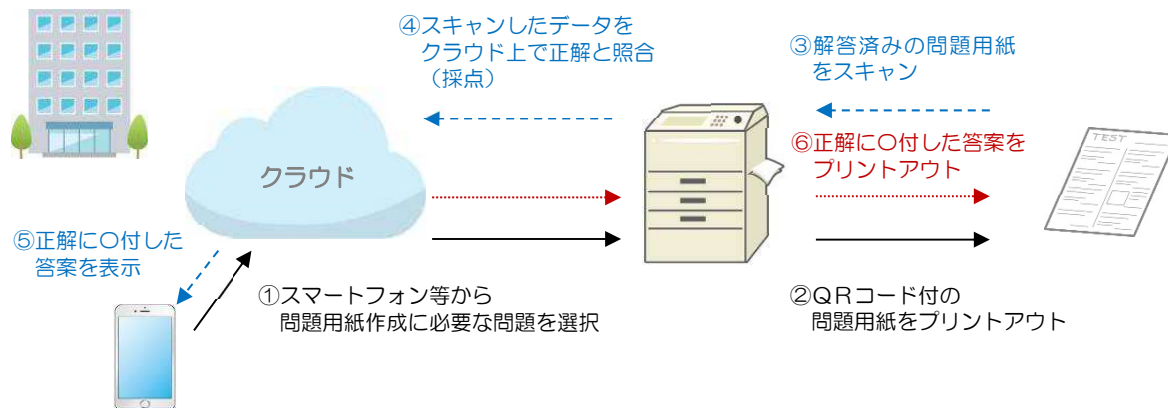 ④スキャンしたデータを
クラウド上で正解と照合
（採点）
③解答済みの問題用紙
をスキャン
クラウド
⑥正解に〇付した答案を
プリントアウト
TEST
⑤正解に〇付した
答案を表示
①スマートフォン等から
問題用紙作成に必要な問題を選択
②ＱＲコード付の
問題用紙をプリントアウト